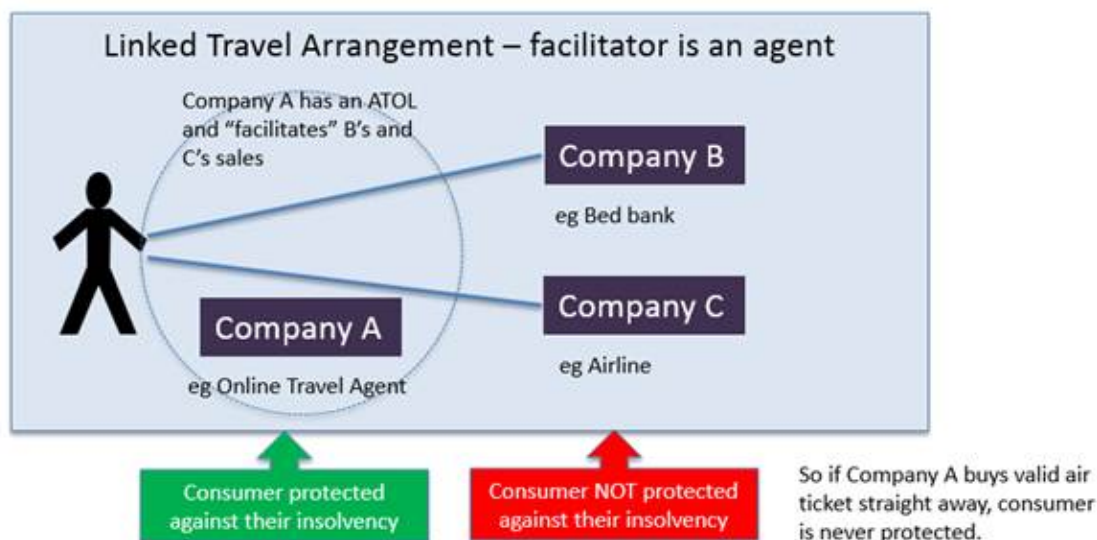 Linked Travel Arrangement – facilitator is an agent
Company A has an ATOL
and “facilitates” B’s and
C’s sales
Company B
eg Bed bank
Company C
eg Airline
Company A
eg Online Travel Agent
Consumer protected
against their insolvency
Consumer NOT protected
against their insolvency
So if Company A buys valid air
ticket straight away, consumer
is never protected.